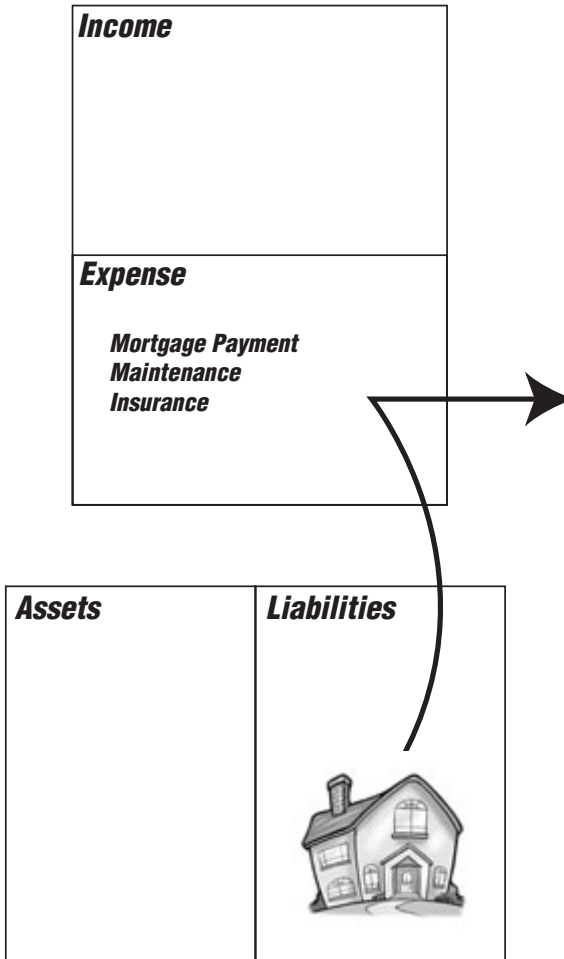 Income
Expense
Mortgage Payment
Maintenance
Insurance
Assets
Liabilities